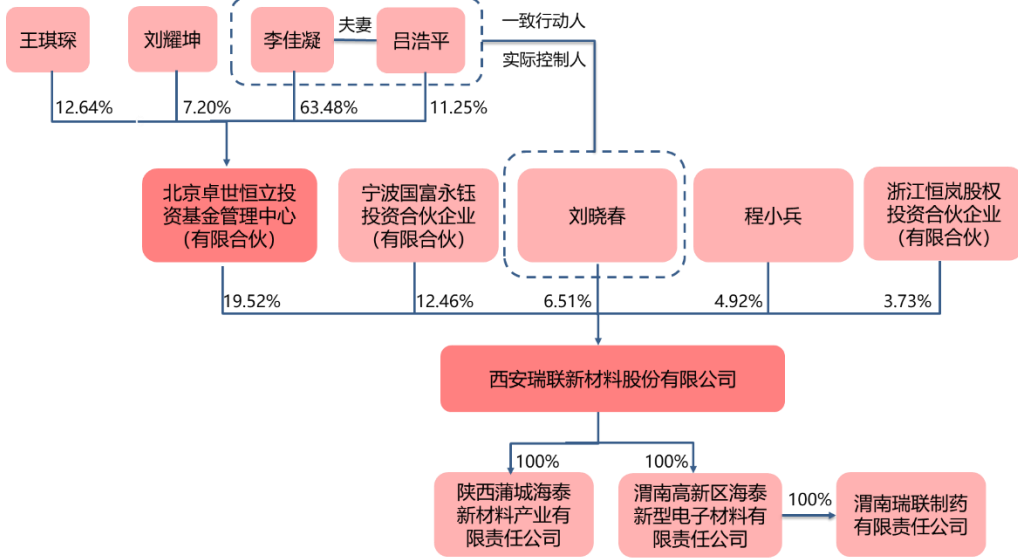 王琪琛
刘耀坤
李佳凝
夫妻
吕浩平
一致行动人
实际控制人
12.64%
7.20%
63.48%
11.25%
北京卓世恒立投
资基金管理中心
（有限合伙）
宁波国富永钰
投资合伙企业
（有限合伙）
刘晓春
程小兵
浙江恒岚股权
投资合伙企业
（有限合伙）
19.52%
12.46%
6.51%
4.92%
3.73%
西安瑞联新材料股份有限公司
100%
100%
陕西蒲城海泰
新材料产业有
限责任公司
渭南高新区海泰
新型电子材料有
限责任公司
100%
渭南瑞联制药
有限责任公司